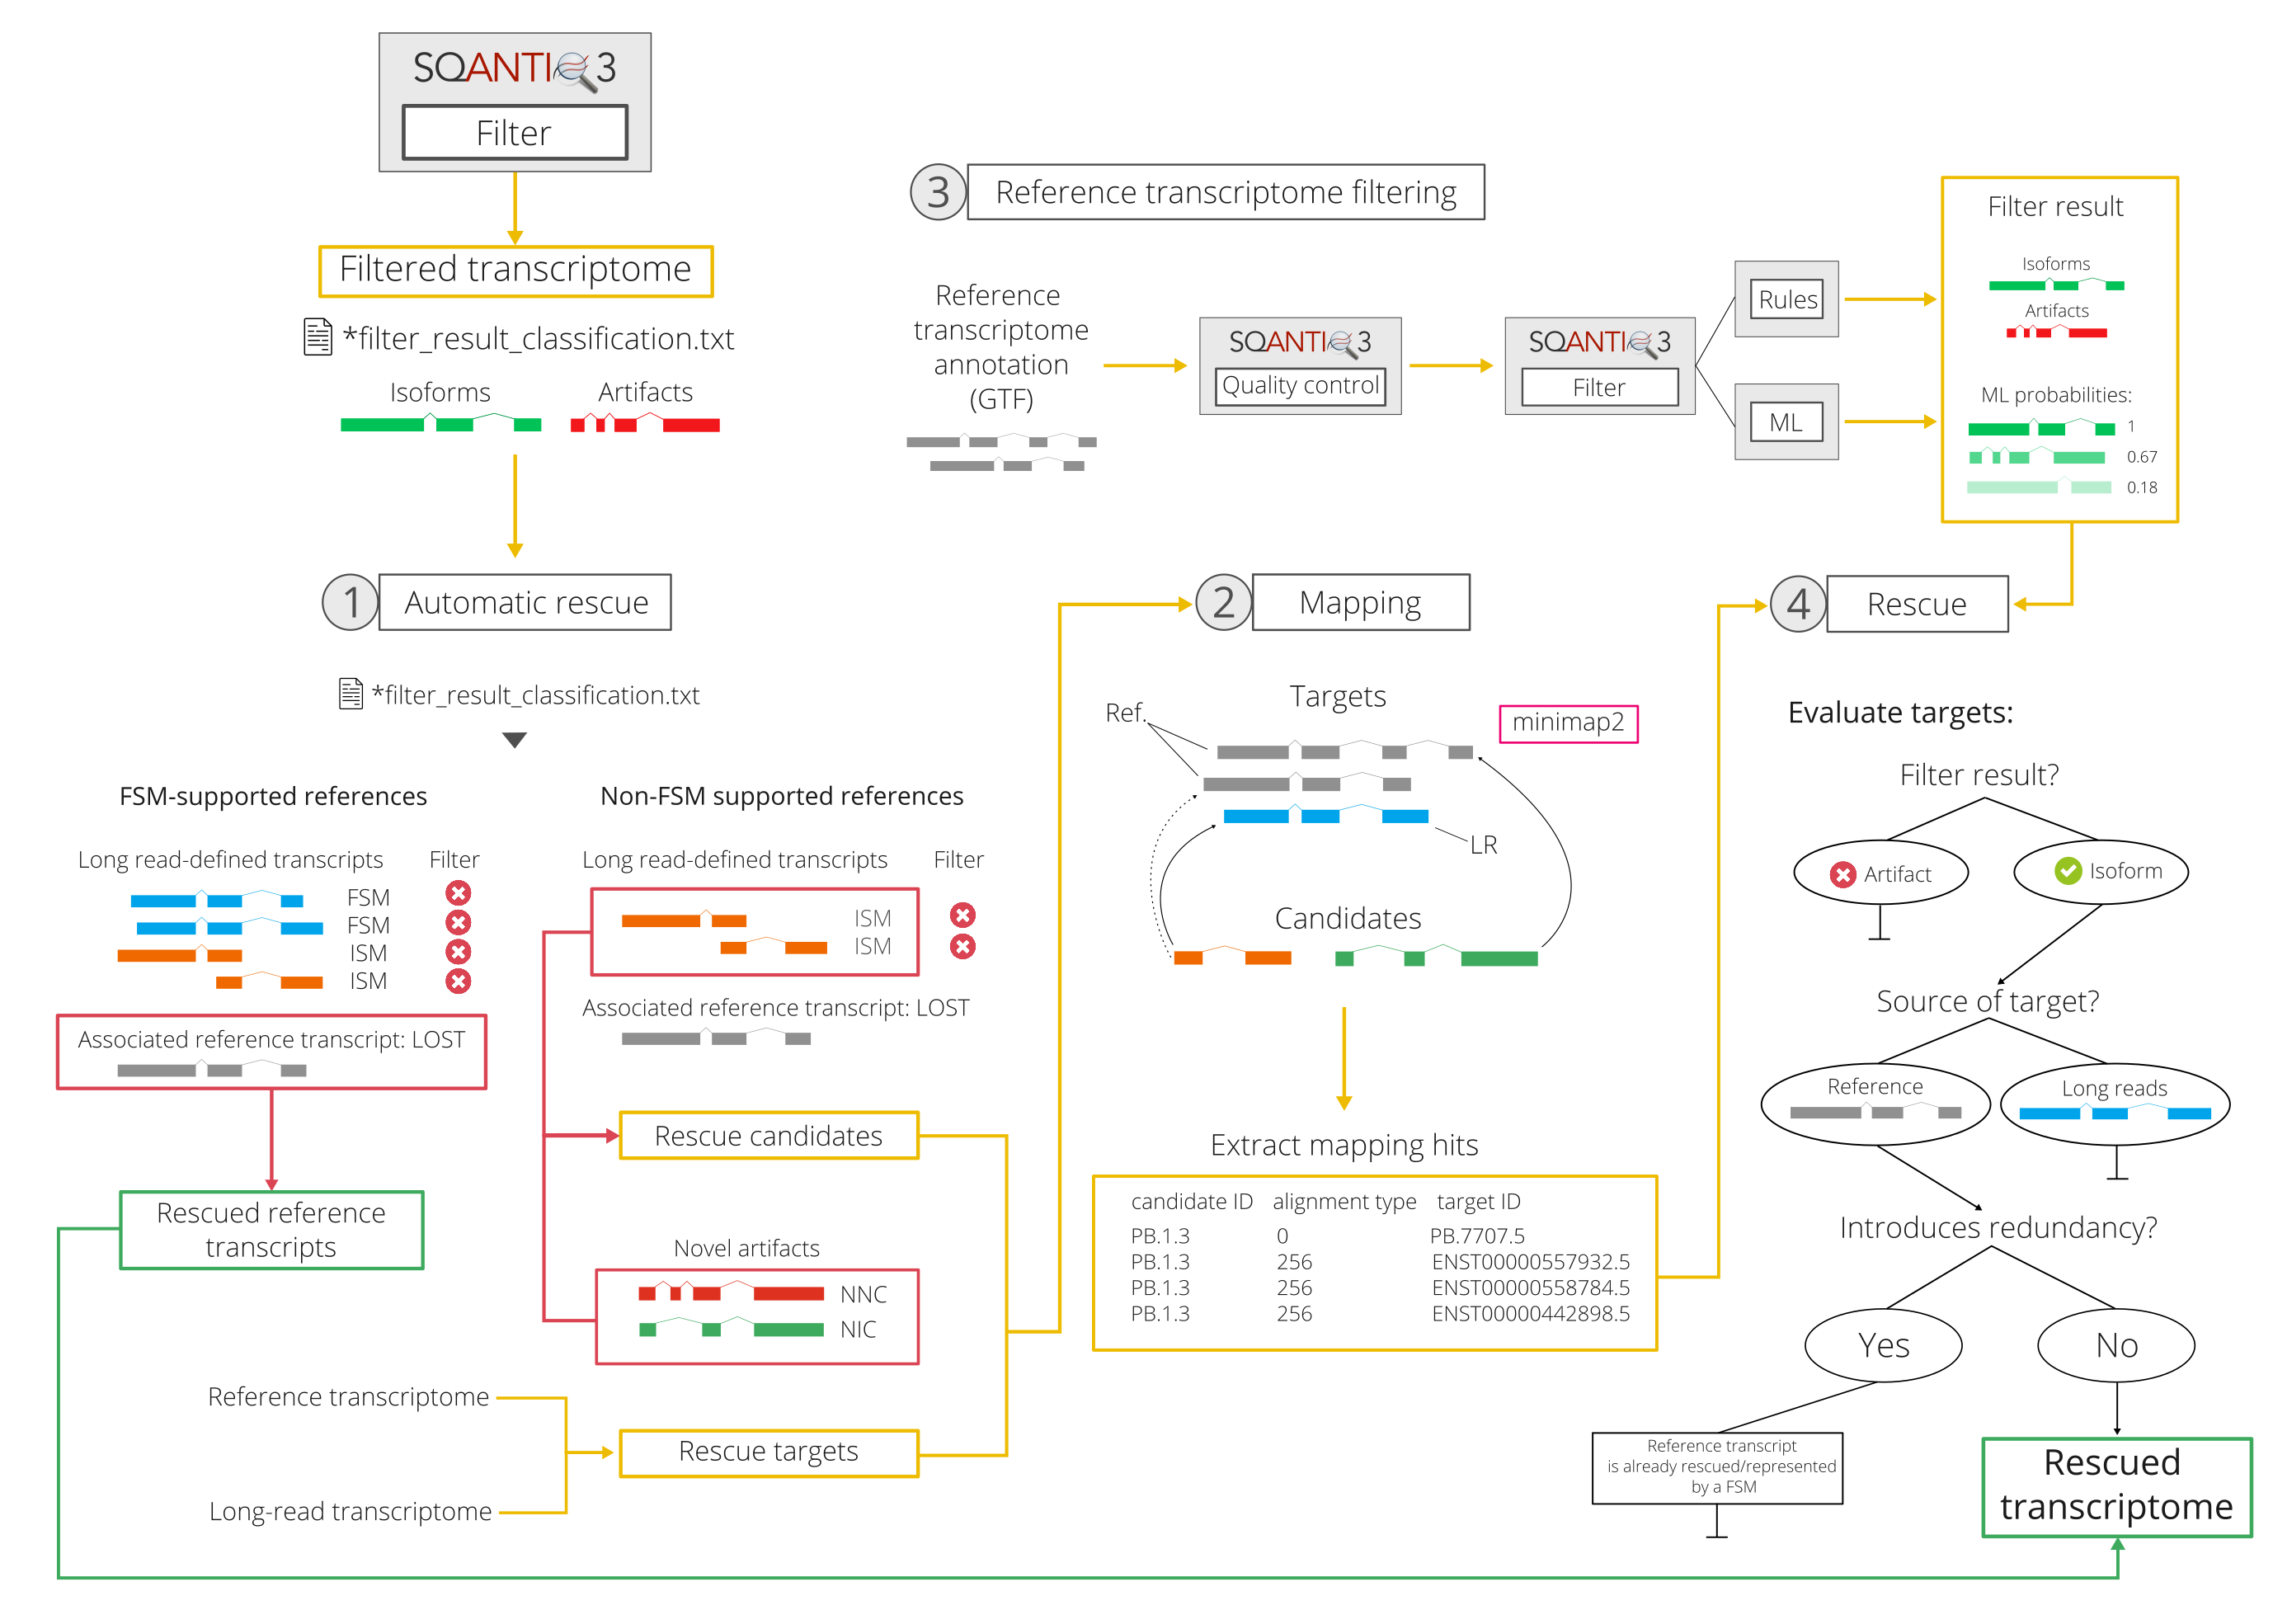 SQANTI3
Filter
Filtered transcriptome
*filter_result_classification.txt
Isoforms
Artifacts
1
Automatic rescue
*filter_result_classification.txt
FSM-supported references
Long read-defined transcripts
Filter
FSM
FSM
ISM
ISM
Associated reference transcript: LOST
Rescued reference
transcripts
Non-FSM supported references
Long read-defined transcripts
Filter
ISM
ISM
Associated reference transcript: LOST
Rescue candidates
Novel artifacts
NNC
NIC
Reference transcriptome
Long-read transcriptome
Rescue targets
2
Mapping
Targets
Ref.
minimap2
LR
Candidates
Extract mapping hits
candidate ID alignment type target ID
PB.1.3 0 PB.7707.5
PB.1.3 256 ENST00000557932.5
PB.1.3 256 ENST00000558784.5
PB.1.3 256 ENST00000442898.5
3
Reference transcriptome filtering
Reference
transcriptome
annotation
(GTF)
SQANTI3
Quality control
SQANTI3
Filter
Rules
ML
Filter result
Isoforms
Artifacts
ML probabilities:
1
0.67
0.18
4
Rescue
Evaluate targets:
Filter result?
Artifact
Isoform
Source of target?
Reference
Long reads
Introduces redundancy?
Yes
No
Reference transcript
is already rescued/represented
by a FSM
Rescued
transcriptome